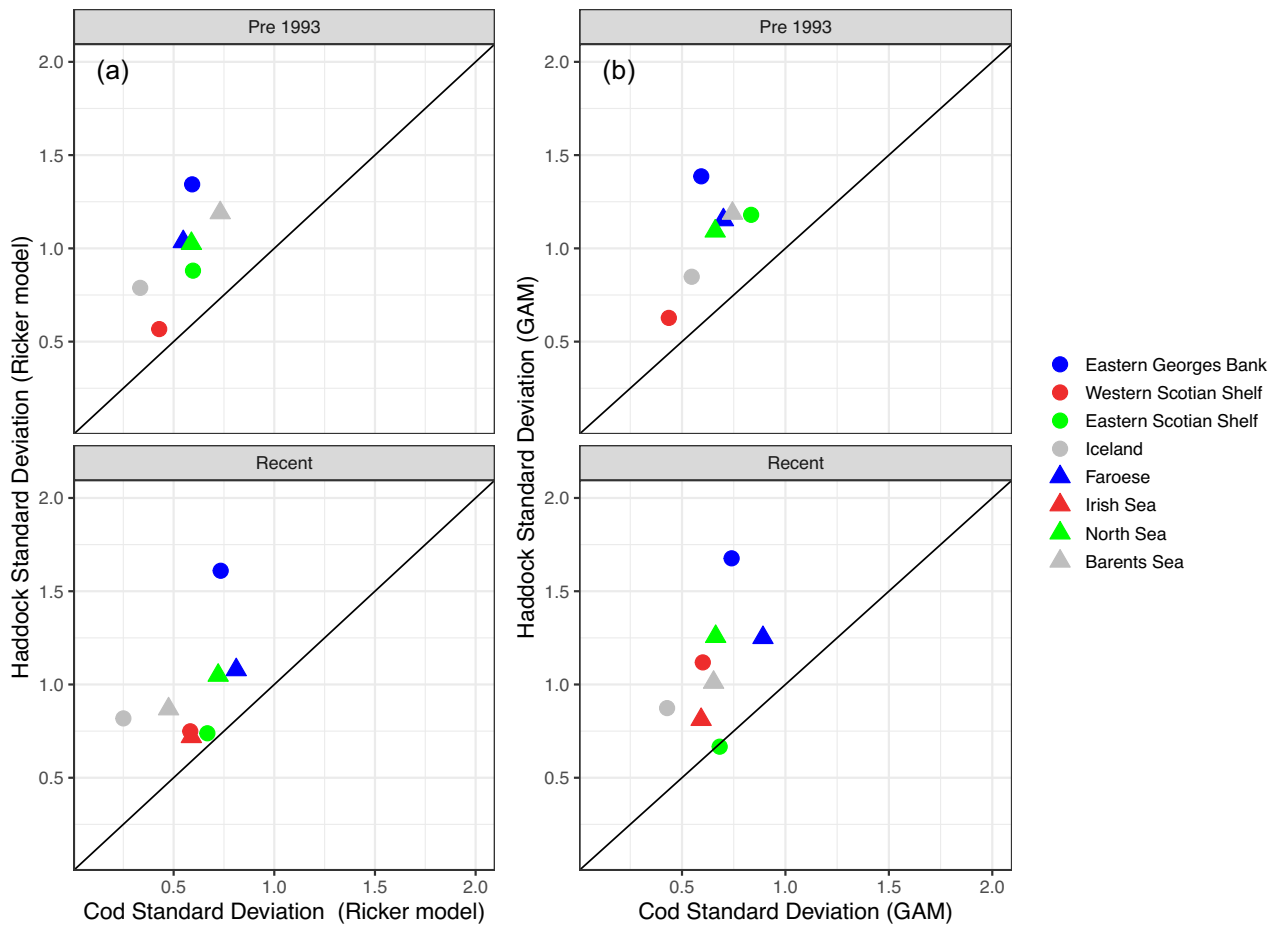 Pre 1993
Pre 1993
(a)
(b)
2.0
1.5
1.0
0.5
2.0
1.5
1.0
0.5
Haddock Standard Deviation (Ricker model)
Haddock Standard Deviation (GAM)
Recent
Recent
2.0
1.5
1.0
0.5
2.0
1.5
1.0
0.5
0.5 1.0 1.5 2.0
0.5 1.0 1.5 2.0
Cod Standard Deviation (Ricker model)
Cod Standard Deviation (GAM)
Eastern Georges Bank
Western Scotian Shelf
Eastern Scotian Shelf
Iceland
Faroese
Irish Sea
North Sea
Barents Sea